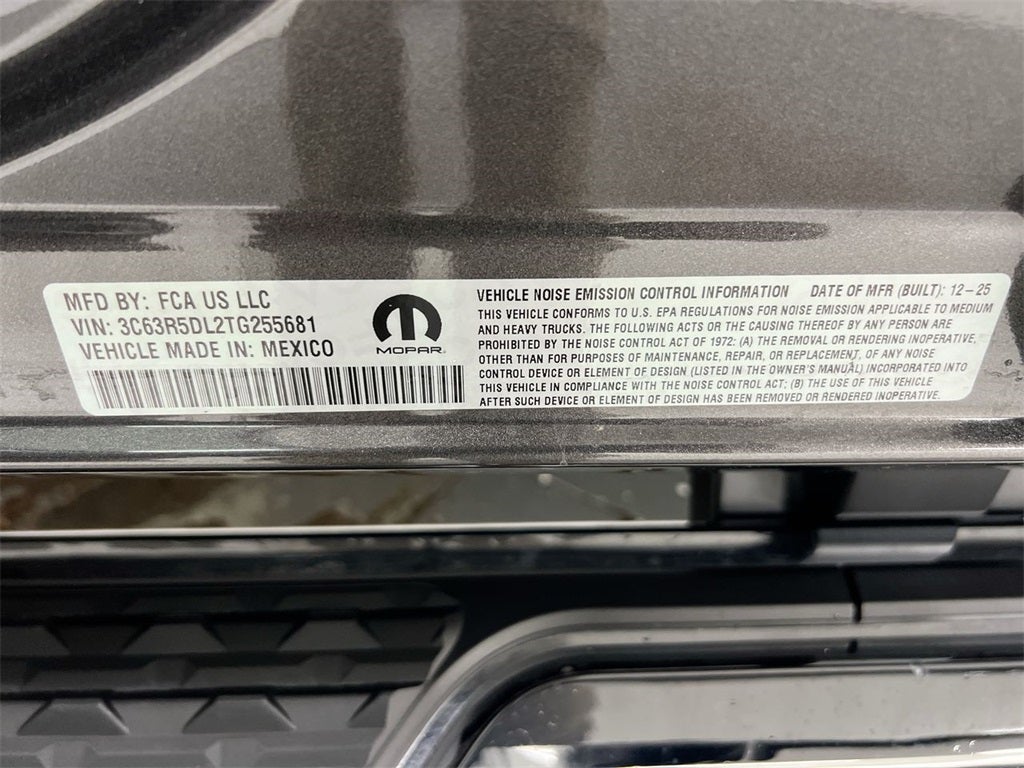 MFD BY: FCA US LLC
VIN: 3C63R5DL2TG255681
VEHICLE MADE IN: MEXICO
MOPAR
VEHICLE NOISE EMISSION CONTROL INFORMATION DATE OF MFR (BUILT): 12-25
THIS VEHICLE CONFORMS TO U.S. EPA REGULATIONS FOR NOISE EMISSION APPLICABLE TO MEDIUM
AND HEAVY TRUCKS. THE FOLLOWING ACTS OR THE CAUSING THEREOF BY ANY PERSON ARE
PROHIBITED BY THE NOISE CONTROL ACT OF 1972: (A) THE REMOVAL OR RENDERING INOPERATIVE,
OTHER THAN FOR PURPOSES OF MAINTENANCE, REPAIR, OR REPLACEMENT, OF ANY NOISE
CONTROL DEVICE OR ELEMENT OF DESIGN (LISTED IN THE OWNER'S MANUAL) INCORPORATED INTO
THIS VEHICLE IN COMPLIANCE WITH THE NOISE CONTROL ACT: (B) THE USE OF THIS VEHICLE
AFTER SUCH DEVICE OR ELEMENT OF DESIGN HAS BEEN REMOVED OR RENDERED INOPERATIVE.